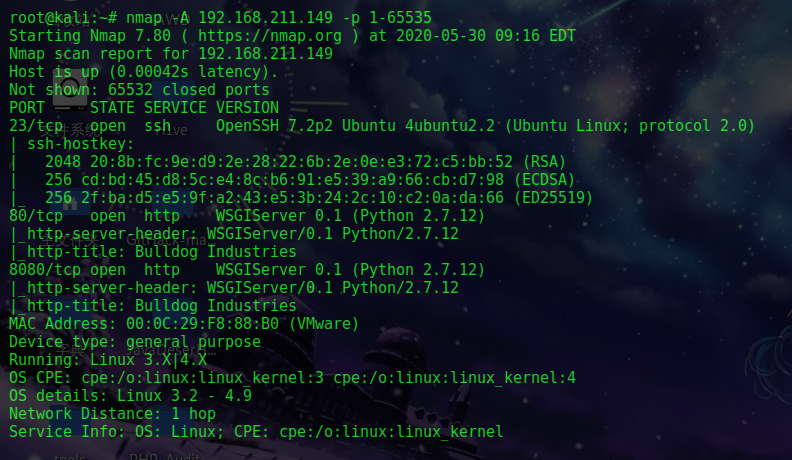 root@kali:~# nmap -A 192.168.211.149 -p 1-65535
Starting Nmap 7.80 ( https://nmap.org ) at 2020-05-30 09:16 EDT
Nmap scan report for 192.168.211.149
Host is up (0.00042s latency).
Not shown: 65532 closed ports
PORT     STATE SERVICE VERSION
23/tcp   open  ssh     OpenSSH 7.2p2 Ubuntu 4ubuntu2.2 (Ubuntu Linux; protocol 2.0)
| ssh-hostkey:
|   2048 20:8b:fc:9e:d9:2e:28:22:6b:2e:0e:e3:72:c5:bb:52 (RSA)
|   256 cd:bd:45:d8:5c:e4:8c:b6:91:e5:39:a9:66:cb:d7:98 (ECDSA)
|_  256 2f:ba:d5:e5:9f:a2:43:e5:3b:24:2c:10:c2:0a:da:66 (ED25519)
80/tcp   open  http    WSGIServer 0.1 (Python 2.7.12)
|_http-server-header: WSGIServer/0.1 Python/2.7.12
|_http-title: Bulldog Industries
8080/tcp open  http    WSGIServer 0.1 (Python 2.7.12)
|_http-server-header: WSGIServer/0.1 Python/2.7.12
|_http-title: Bulldog Industries
MAC Address: 00:0C:29:F8:88:B0 (VMware)
Device type: general purpose
Running: Linux 3.X|4.X
OS CPE: cpe:/o:linux:linux_kernel:3 cpe:/o:linux:linux_kernel:4
OS details: Linux 3.2 - 4.9
Network Distance: 1 hop
Service Info: OS: Linux; CPE: cpe:/o:linux:linux_kernel
tools PHP_Audit